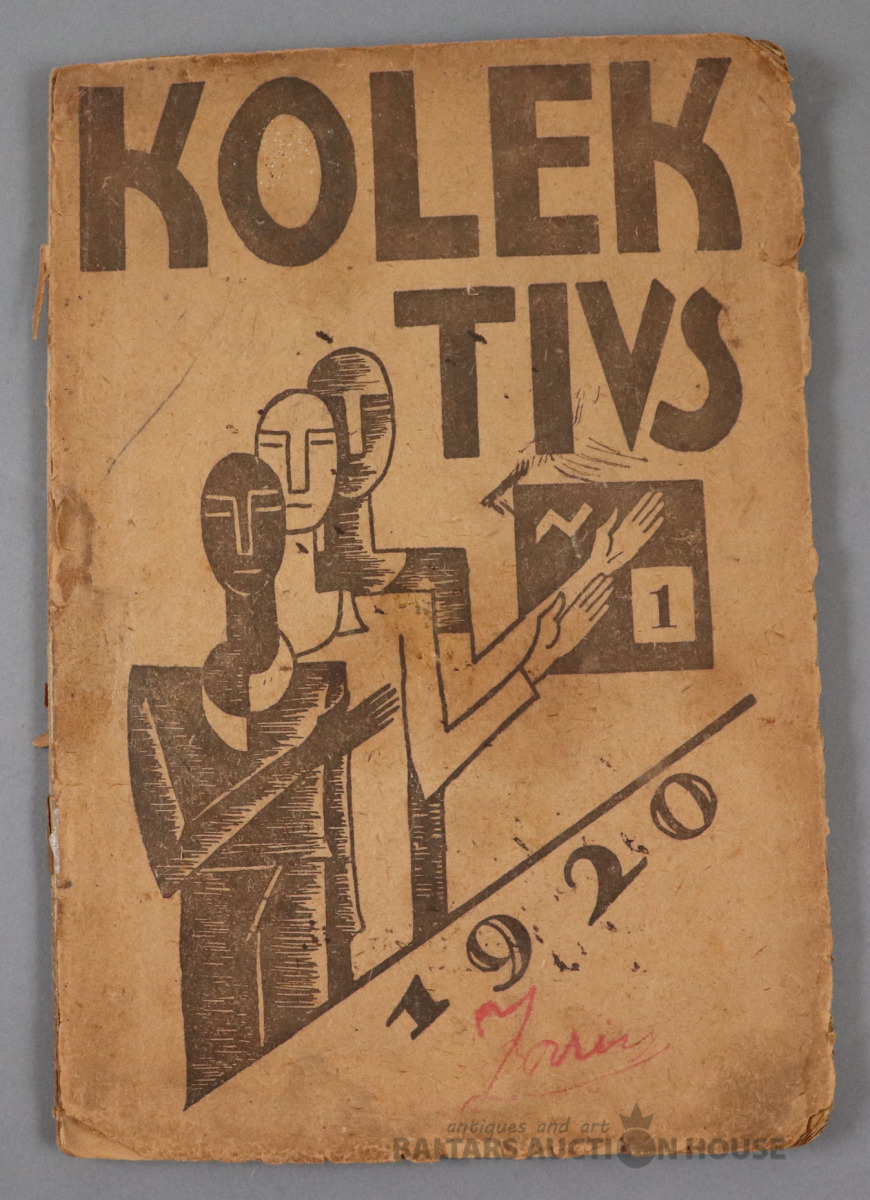 KOLEK
TIVS
1
1920
antiques and art
BALTARS AUCTION HOUSE